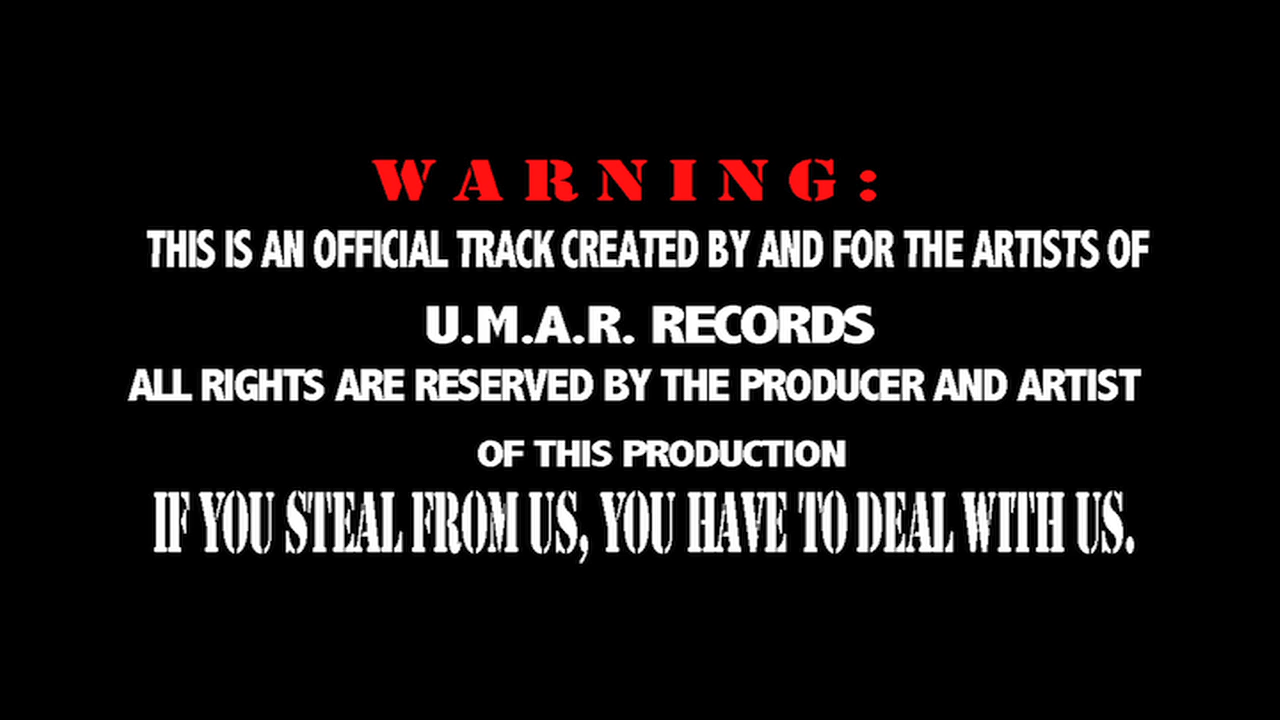 WARNING:
THIS IS AN OFFICIAL TRACK CREATED BY AND FOR THE ARTISTS OF
U.M.A.R. RECORDS
ALL RIGHTS ARE RESERVED BY THE PRODUCER AND ARTIST
OF THIS PRODUCTION
IF YOU STEAL FROM US, YOU HAVE TO DEAL WITH US.